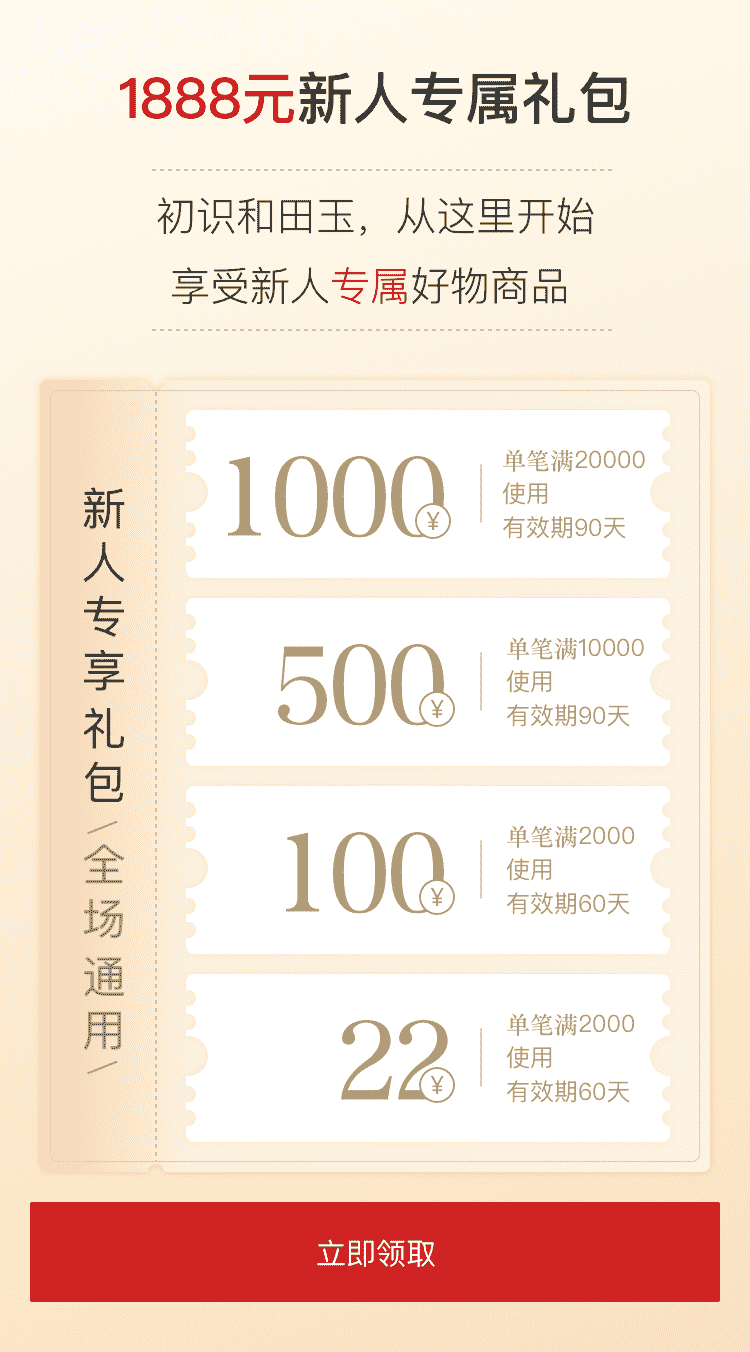 1888元新人专属礼包
初识和田玉，从这里开始
享受新人专属好物商品
新人专享礼包/全场通用/
1000¥
单笔满20000
使用
有效期90天
500¥
单笔满10000
使用
有效期90天
100¥
单笔满2000
使用
有效期60天
22¥
单笔满2000
使用
有效期60天
立即领取